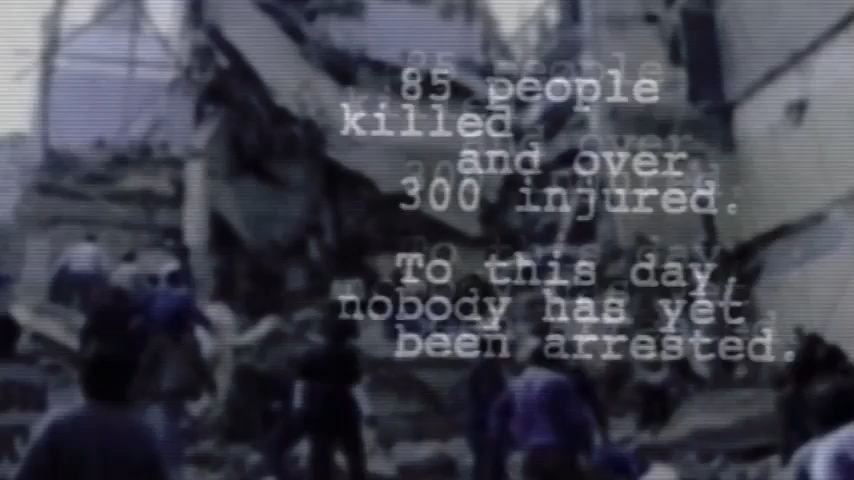 85 people
killed
and over
300 injured.
To this day,
nobody has yet
been arrested.